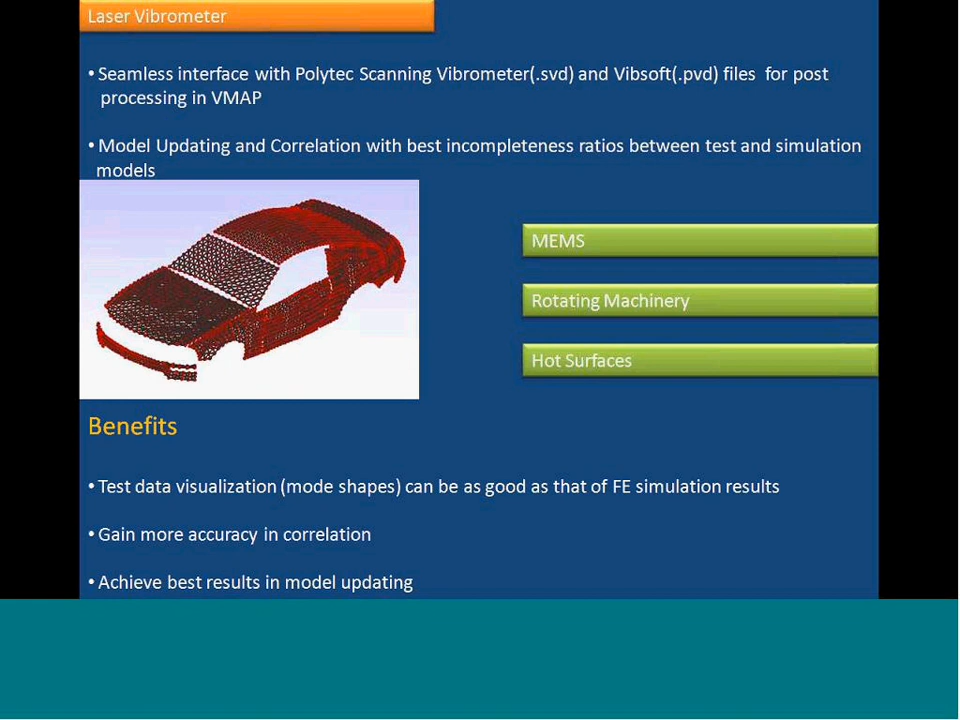 Laser Vibrometer
• Seamless interface with Polytec Scanning Vibrometer(.svd) and Vibsoft(.pvd) files for post
processing in VMAP
• Model Updating and Correlation with best incompleteness ratios between test and simulation
models
MEMS
Rotating Machinery
Hot Surfaces
Benefits
• Test data visualization (mode shapes) can be as good as that of FE simulation results
• Gain more accuracy in correlation
• Achieve best results in model updating